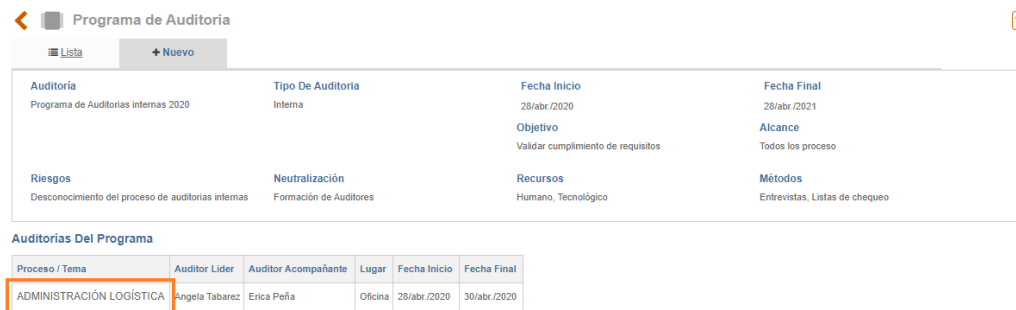 Programa de Auditoria
Lista
+ Nuevo
Auditoría Tipo De Auditoria Fecha Inicio Fecha Final
Programa de Auditorias internas 2020 Interna 28/abr./2020 28/abr./2021
Objetivo Alcance
Validar cumplimiento de requisitos Todos los proceso
Riesgos Neutralización Recursos Métodos
Desconocimiento del proceso de auditorias internas Formación de Auditores Humano, Tecnológico Entrevistas, Listas de chequeo
Auditorías Del Programa
Proceso / Tema Auditor Lider Auditor Acompañante Lugar Fecha Inicio Fecha Final
ADMINISTRACIÓN LOGÍSTICA Angela Tabarez Erica Peña Oficina 28/abr./2020 30/abr./2020